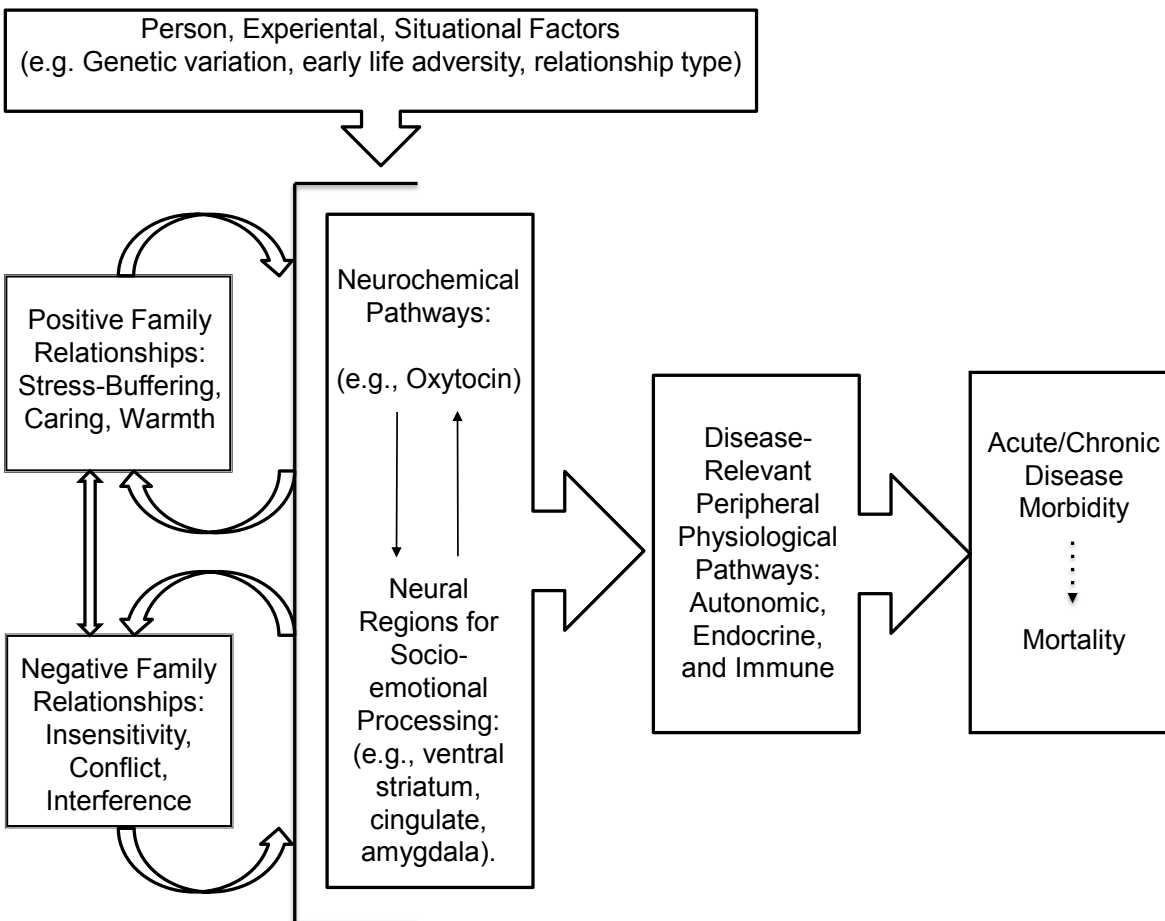 Person, Experiental, Situational Factors
(e.g. Genetic variation, early life adversity, relationship type)
Positive Family
Relationships:
Stress-Buffering,
Caring, Warmth
Negative Family
Relationships:
Insensitivity,
Conflict,
Interference
Neurochemical
Pathways:
(e.g., Oxytocin)
Neural
Regions for
Socio-
emotional
Processing:
(e.g., ventral
striatum,
cingulate,
amygdala).
Disease-
Relevant
Peripheral
Physiological
Pathways:
Autonomic,
Endocrine,
and Immune
Acute/Chronic
Disease
Morbidity
Mortality